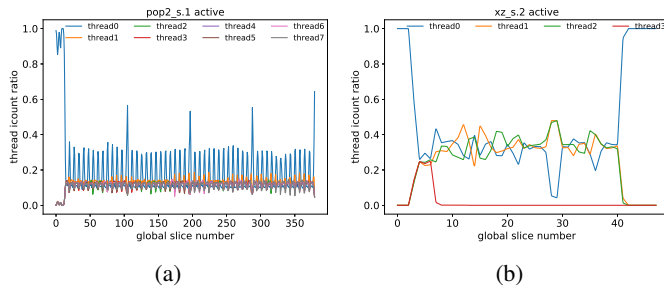 pop2_s.1 active
thread0 thread2 thread4 thread6
thread1 thread3 thread5 thread7
thread icount ratio
1.0
0.8
0.6
0.4
0.2
0.0
0 50 100 150 200 250 300 350
global slice number
(a)
xz_s.2 active
thread0 thread1 thread2 thread3
thread icount ratio
1.0
0.8
0.6
0.4
0.2
0.0
0 10 20 30 40
global slice number
(b)